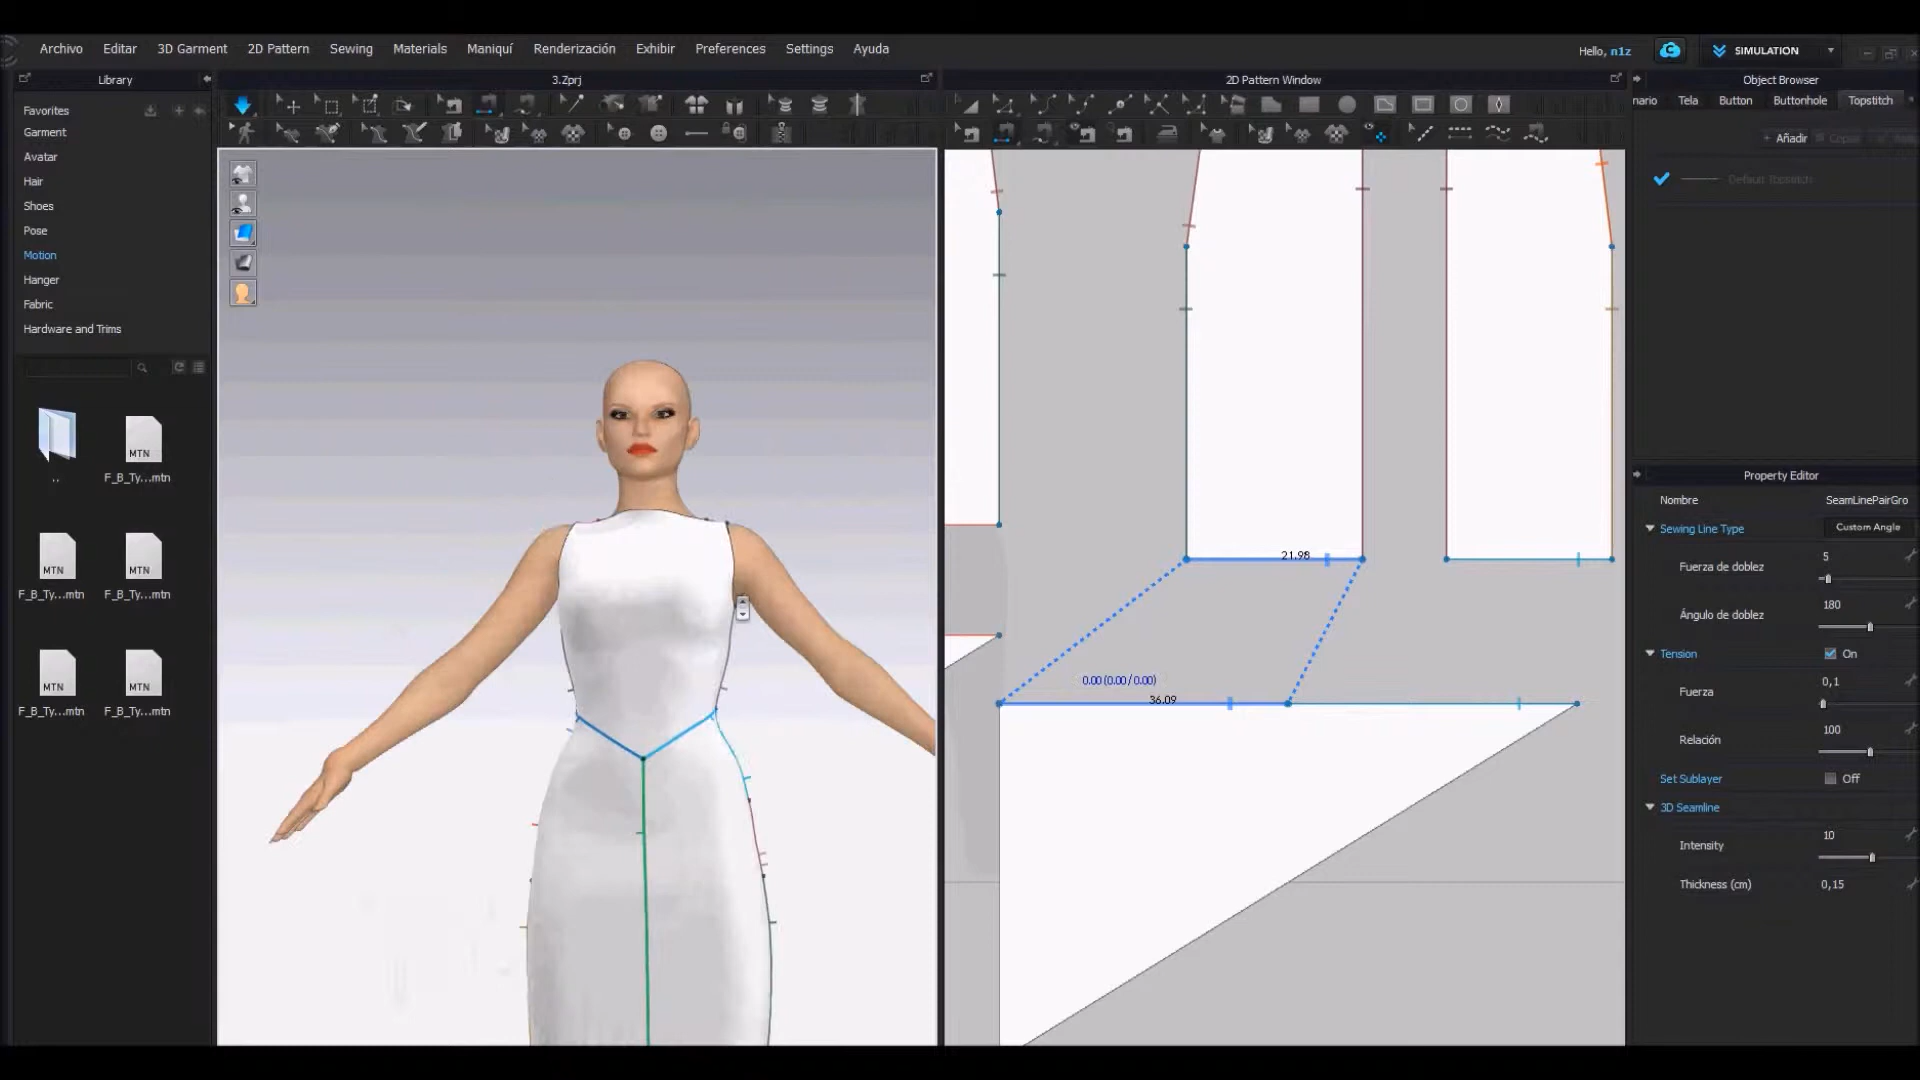 Archivo Editar 3D Garment 2D Pattern Sewing Materials Maniquí Renderización Exhibir Preferences Settings Ayuda
Hello, n1z
SIMULATION
Library
3.Zprj
2D Pattern Window
Object Browser
Favorites
Garment
Avatar
Hair
Shoes
Pose
Motion
Hanger
Fabric
Hardware and Trims
..
MTN
F_B_Ty...mtn
MTN
F_B_Ty...mtn
MTN
F_B_Ty...mtn
MTN
F_B_Ty...mtn
MTN
F_B_Ty...mtn
21.98
0.00 (0.00 / 0.00)
36.09
nario Tela Button Buttonhole Topstitch
+ Añadir Copiar
Default Topstitch
Property Editor
Nombre SeamLinePairGro
Sewing Line Type Custom Angle
Fuerza de doblez 5
Ángulo de doblez 180
Tension On
Fuerza 0,1
Relación 100
Set Sublayer Off
3D Seamline
Intensity 10
Thickness (cm) 0,15